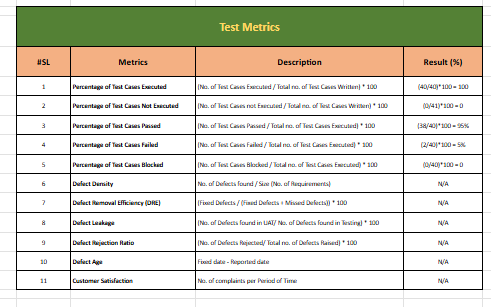 Test Metrics
#SL Metrics Description Result (%)
1 Percentage of Test Cases Executed (No. of Test Cases Executed / Total no. of Test Cases Written) * 100 (40/40)*100 = 100
2 Percentage of Test Cases Not Executed (No. of Test Cases not Executed / Total no. of Test Cases Written) * 100 (0/41)*100 = 0
3 Percentage of Test Cases Passed (No. of Test Cases Passed / Total no. of Test Cases Executed) * 100 (38/40)*100 = 95%
4 Percentage of Test Cases Failed (No. of Test Cases Failed / Total no. of Test Cases Executed) * 100 (2/40)*100 = 5%
5 Percentage of Test Cases Blocked (No. of Test Cases Blocked / Total no. of Test Cases Executed) * 100 (0/40)*100 = 0
6 Defect Density No. of Defects found / Size (No. of Requirements) N/A
7 Defect Removal Efficiency (DRE) (Fixed Defects / (Fixed Defects + Missed Defects)) * 100 N/A
8 Defect Leakage (No. of Defects found in UAT/ No. of Defects found in Testing) * 100 N/A
9 Defect Rejection Ratio (No. of Defects Rejected/ Total no. of Defects Raised) * 100 N/A
10 Defect Age Fixed date - Reported date N/A
11 Customer Satisfaction No. of complaints per Period of Time N/A